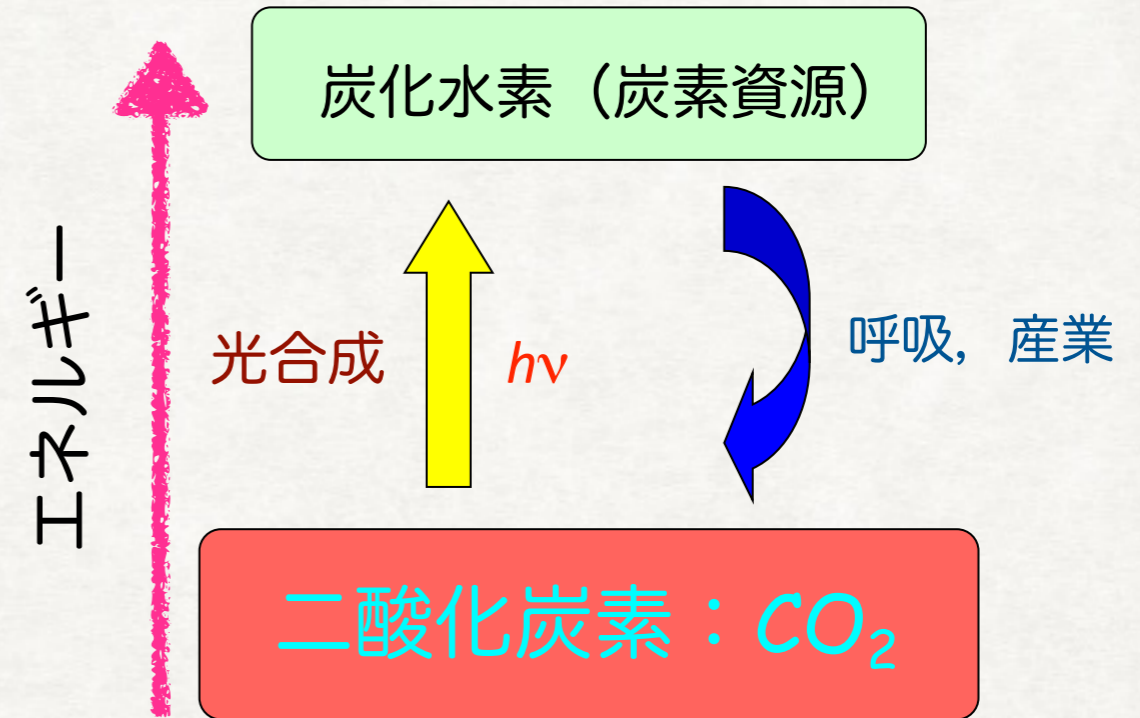 炭化水素（炭素資源）
エネルギー
光合成
hν
呼吸，産業
二酸化炭素：CO₂